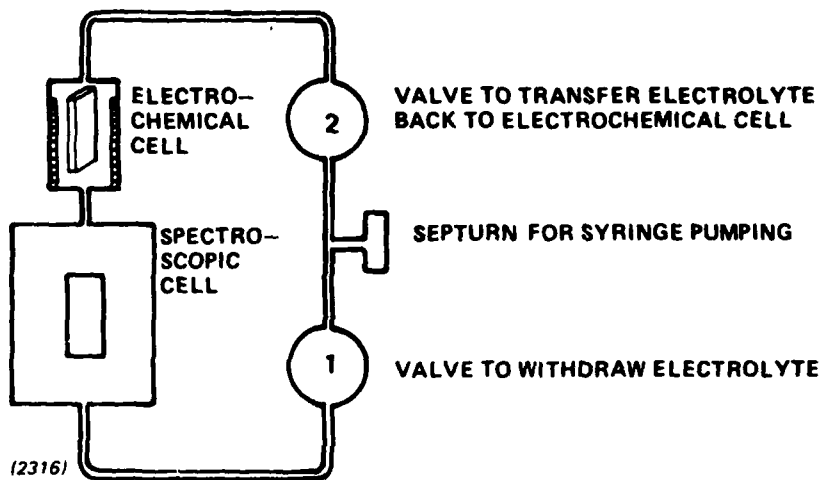 ELECTRO—
CHEMICAL
CELL
2
VALVE TO TRANSFER ELECTROLYTE
BACK TO ELECTROCHEMICAL CELL
SEPTURN FOR SYRINGE PUMPING
SPECTRO—
SCOPIC
CELL
1
VALVE TO WITHDRAW ELECTROLYTE
(2316)